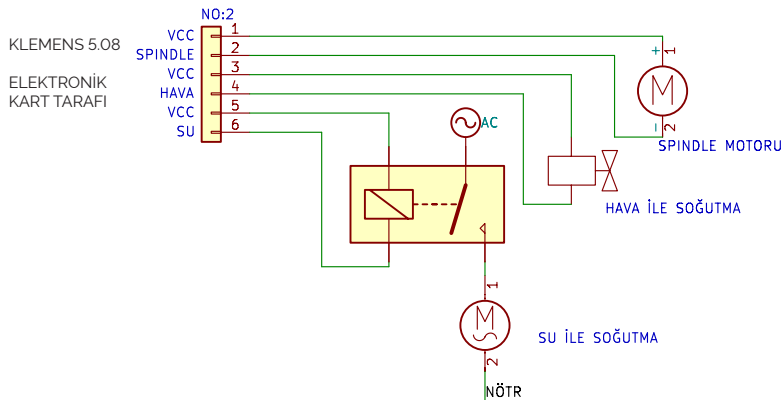 NO:2
KLEMENS 5.08
ELEKTRONİK
KART TARAFI
VCC 1
SPINDLE 2
VCC 3
HAVA 4
VCC 5
SU 6
AC
+ 1
M
- 2
SPINDLE MOTORU
HAVA İLE SOĞUTMA
1
M
2
SU İLE SOĞUTMA
NÖTR